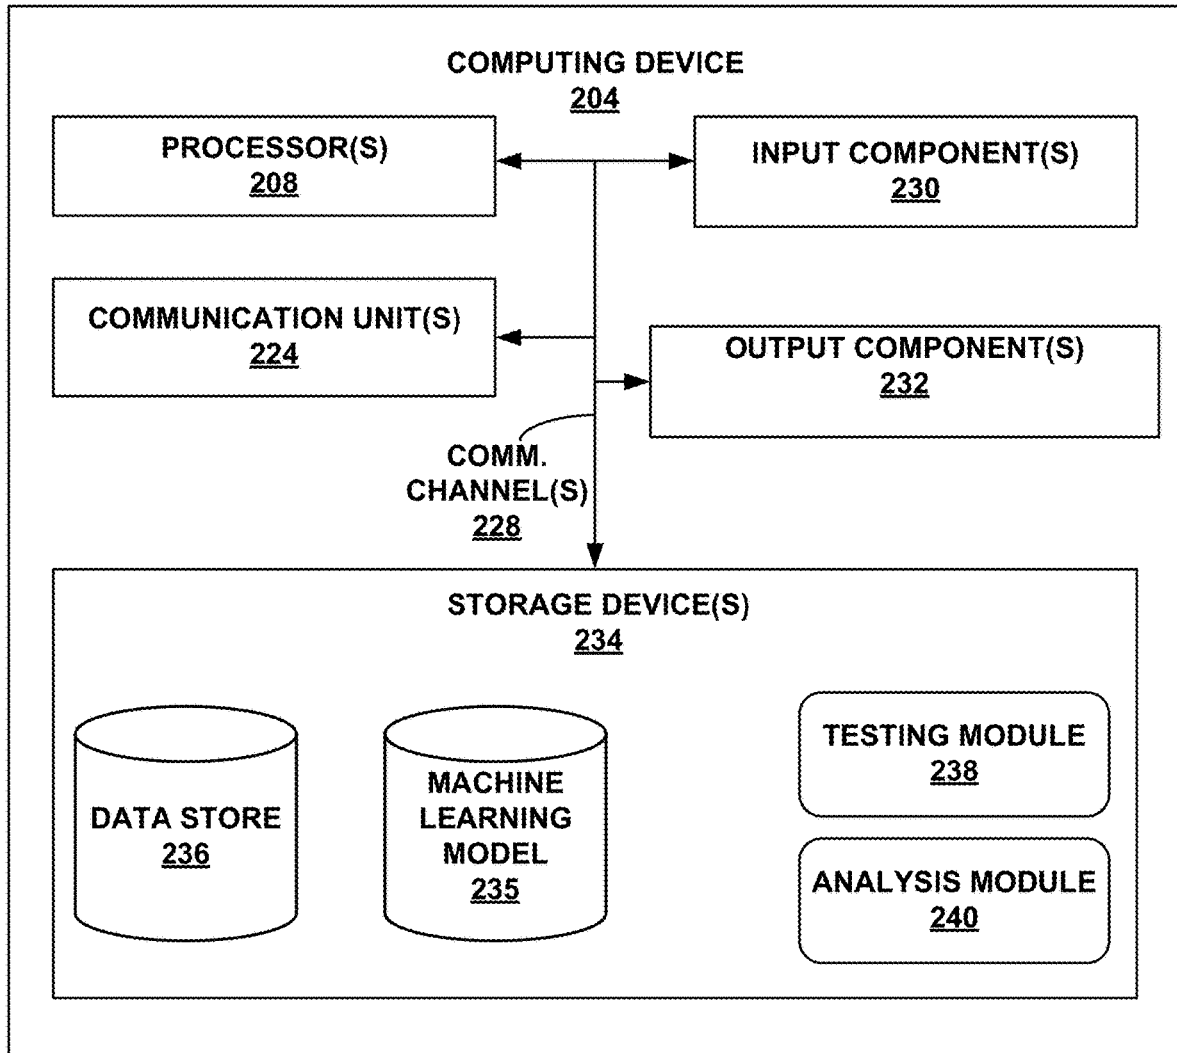 COMPUTING DEVICE
204
PROCESSOR(S)
208
INPUT COMPONENT(S)
230
COMMUNICATION UNIT(S)
224
OUTPUT COMPONENT(S)
232
COMM.
CHANNEL(S)
228
STORAGE DEVICE(S)
234
DATA STORE
236
MACHINE
LEARNING
MODEL
235
TESTING MODULE
238
ANALYSIS MODULE
240